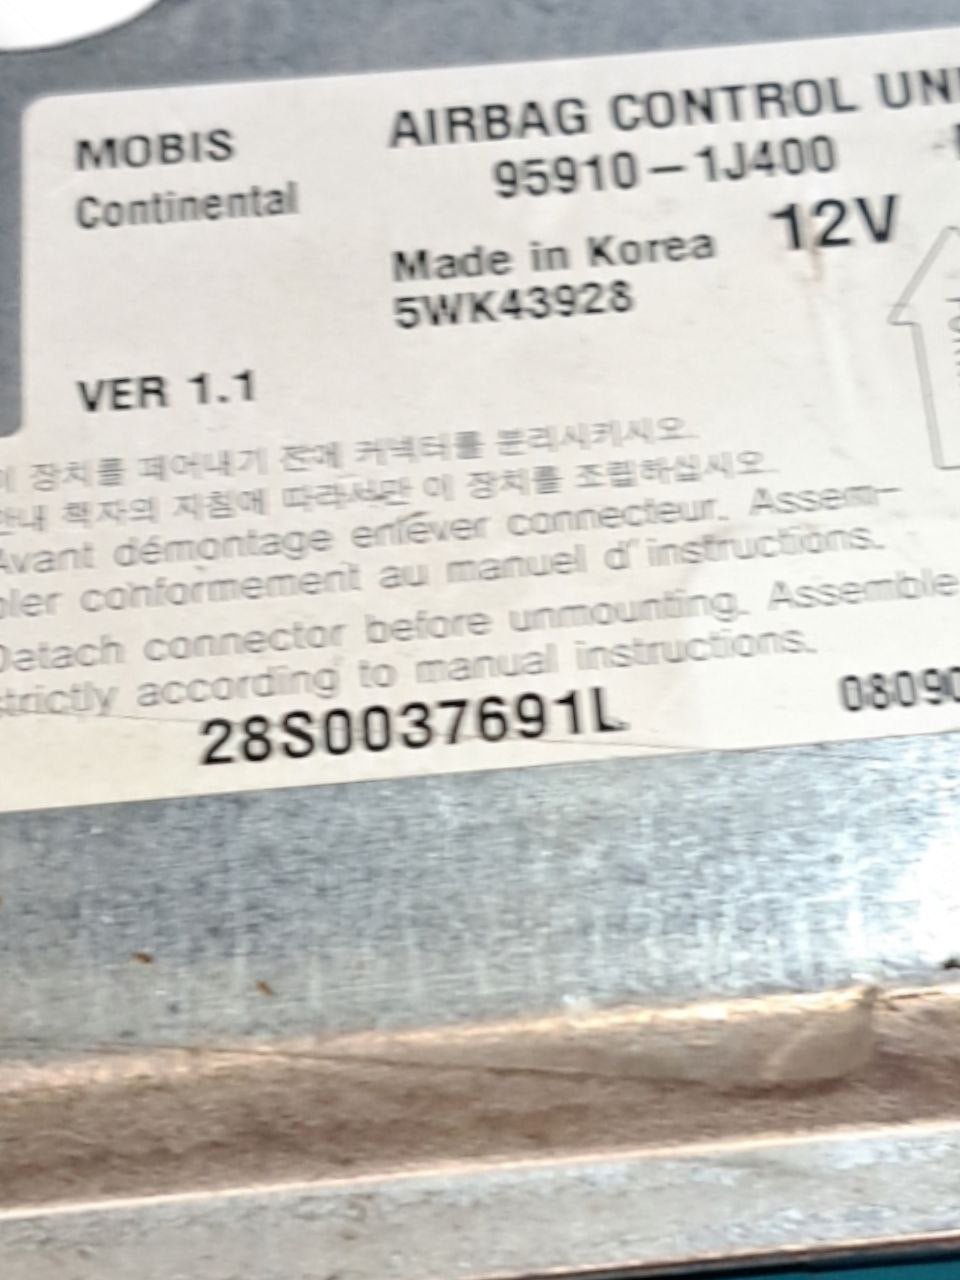 MOBIS
AIRBAG CONTROL UNI
Continental
95910-1J400
12V
Made in Korea
5WK43928
VER 1.1
이 장치를 떼어내기 전에 커넥터를 분리시키시오.
안내 책자의 지침에 따라서만 이 장치를 조립하십시오.
Avant démontage enlever connecteur. Assem-
bler conformement au manuel d'instructions.
Detach connector before unmounting. Assemble
strictly according to manual instructions.
28S0037691L
08090